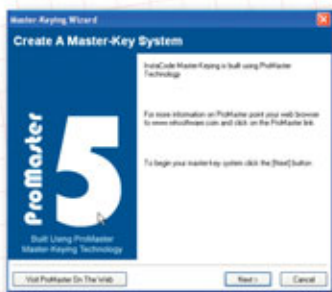 Master-Keying Wizard
Create A Master-Key System
InstaCode Master-Keying is built using ProMaster
Technology
For more information on ProMaster point your web browser
to www.whsoftware.com and click on the ProMaster link
To begin your master-key system click the [Next] button
ProMaster
5
Built Using ProMaster
Master-Keying Technology
Visit ProMaster On The Web
Next >
Cancel